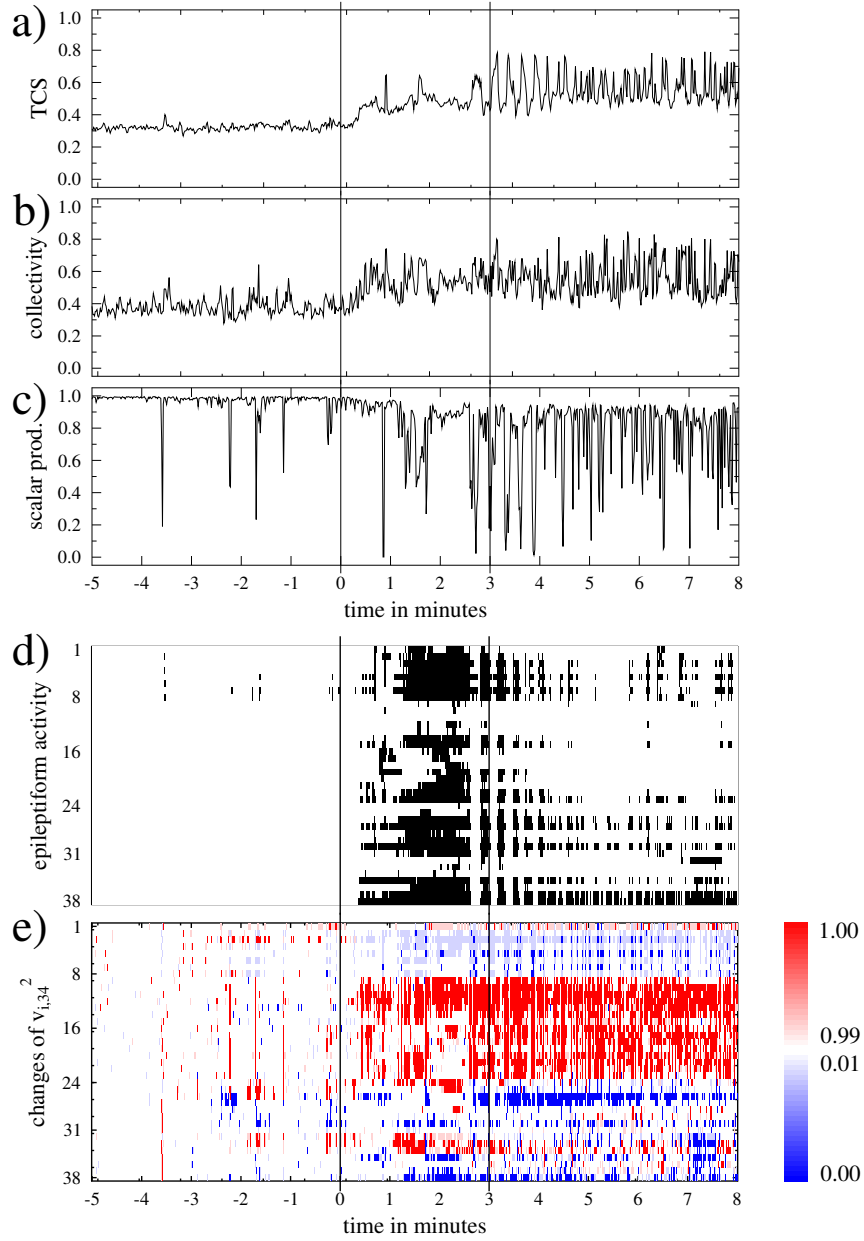 a)
1.0
0.8
0.6
0.4
0.2
0.0
TCS
b)
1.0
0.8
0.6
0.4
0.2
0.0
collectivity
c)
1.0
0.8
0.6
0.4
0.2
0.0
scalar prod.
-5 -4 -3 -2 -1 0 1 2 3 4 5 6 7 8
time in minutes
d)
1
8
16
24
31
38
epileptiform activity
e)
1
8
16
24
31
38
changes of v_{i,34}^2
-5 -4 -3 -2 -1 0 1 2 3 4 5 6 7 8
time in minutes
1.00
0.99
0.01
0.00